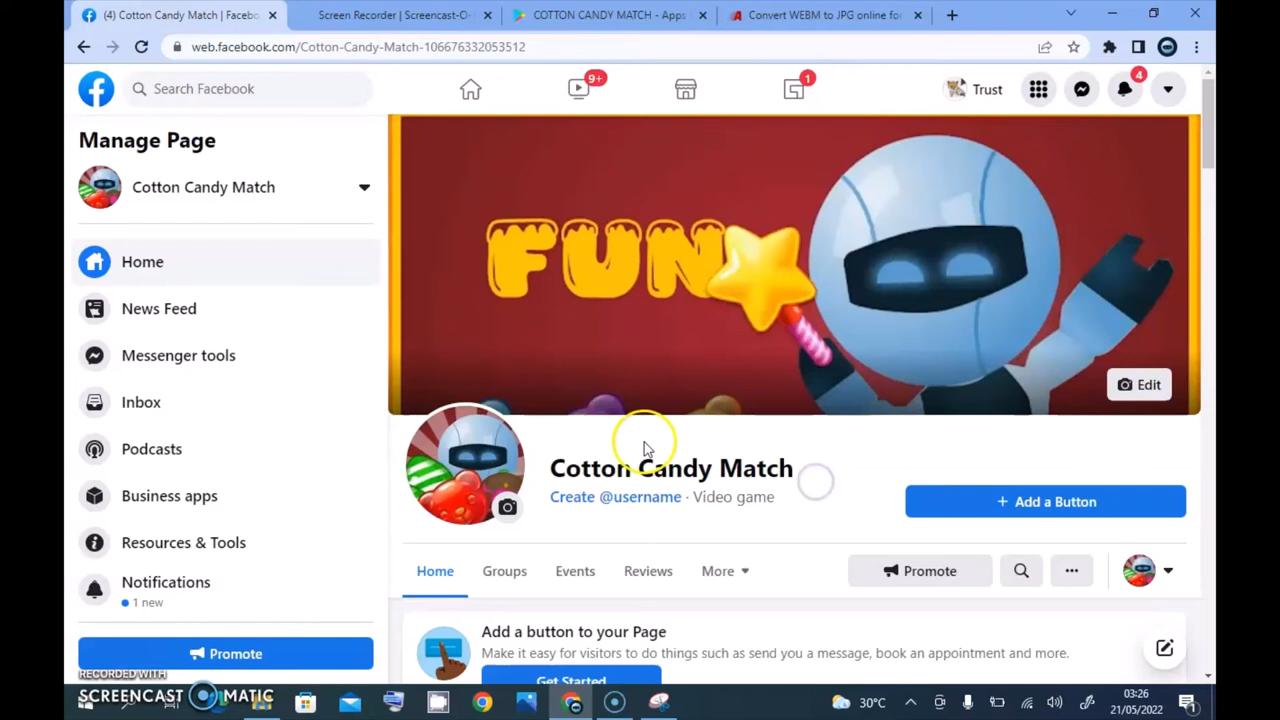 (4) Cotton Candy Match | Facebo
Screen Recorder | Screencast-O-
COTTON CANDY MATCH - Apps
Convert WEBM to JPG online for
web.facebook.com/Cotton-Candy-Match-106676332053512
Search Facebook
9+
1
Trust
4
Manage Page
Cotton Candy Match
Home
News Feed
Messenger tools
Inbox
Podcasts
Business apps
Resources & Tools
Notifications
1 new
Promote
FUN
Edit
Cotton Candy Match
Create @username · Video game
+ Add a Button
Home
Groups
Events
Reviews
More
Promote
Add a button to your Page
Make it easy for visitors to do things such as send you a message, book an appointment and more.
Get Started
RECORDED WITH
SCREENCAST MATIC
30°C
03:26
21/05/2022
1